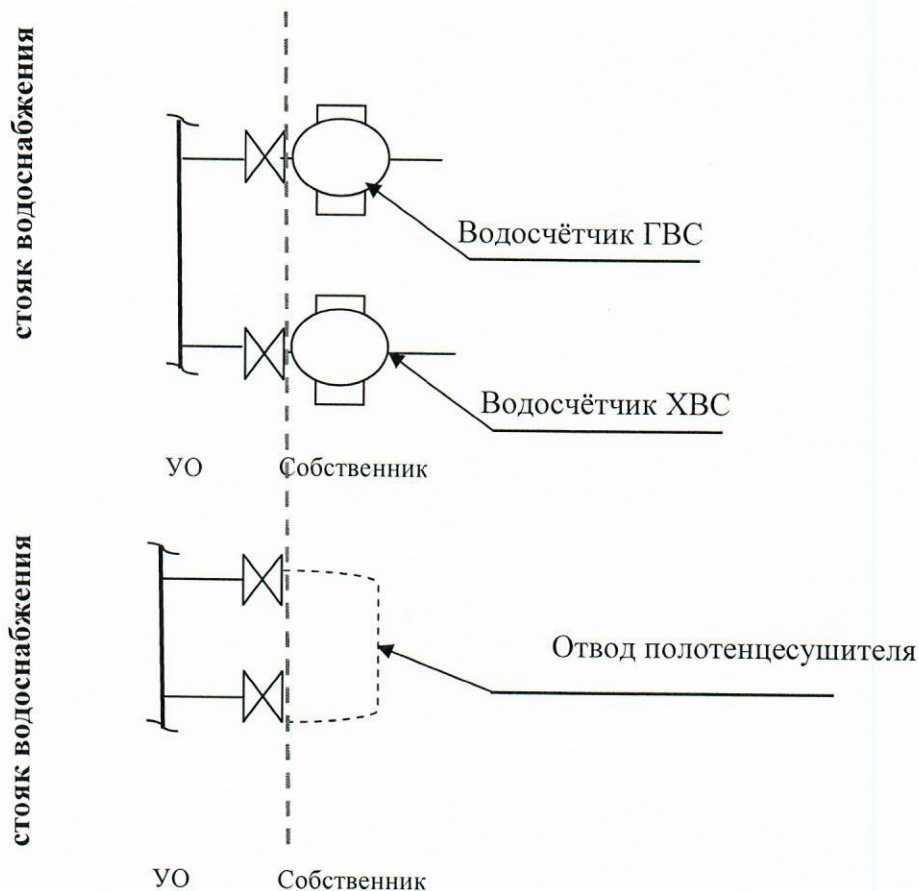 стояк водоснабжения
Водосчётчик ГВС
Водосчётчик ХВС
УО Собственник
стояк водоснабжения
Отвод полотенцесушителя
УО Собственник